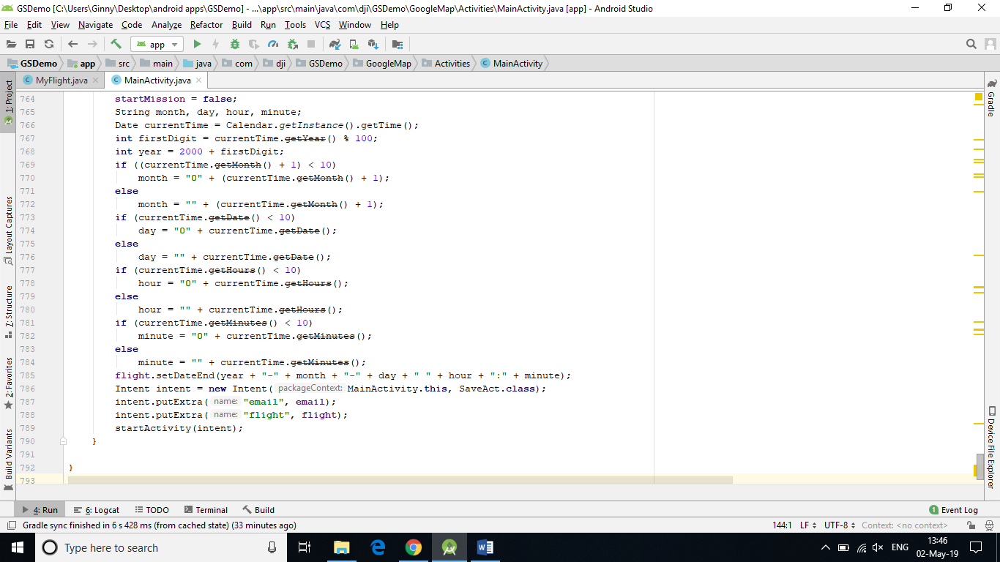 GSDemo [C:\Users\Ginny\Desktop\android apps\GSDemo] - ...\app\src\main\java\com\dji\GSDemo\GoogleMap\Activities\MainActivity.java [app] - Android Studio
File Edit View Navigate Code Analyze Refactor Build Run Tools VCS Window Help
app
GSDemo app src main java com dji GSDemo GoogleMap Activities MainActivity
MyFlight.java MainActivity.java
1: Project
Layout Captures
7: Structure
2: Favorites
Build Variants
764 startMission = false;
765 String month, day, hour, minute;
766 Date currentTime = Calendar.getInstance().getTime();
767 int firstDigit = currentTime.getYear() % 100;
768 int year = 2000 + firstDigit;
769 if ((currentTime.getMonth() + 1) < 10)
770 month = "0" + (currentTime.getMonth() + 1);
771 else
772 month = "" + (currentTime.getMonth() + 1);
773 if (currentTime.getDate() < 10)
774 day = "0" + currentTime.getDate();
775 else
776 day = "" + currentTime.getDate();
777 if (currentTime.getHours() < 10)
778 hour = "0" + currentTime.getHours();
779 else
780 hour = "" + currentTime.getHours();
781 if (currentTime.getMinutes() < 10)
782 minute = "0" + currentTime.getMinutes();
783 else
784 minute = "" + currentTime.getMinutes();
785 flight.setDateEnd(year + "-" + month + "-" + day + " " + hour + ":" + minute);
786 Intent intent = new Intent( packageContext: MainActivity.this, SaveAct.class);
787 intent.putExtra( name: "email", email);
788 intent.putExtra( name: "flight", flight);
789 startActivity(intent);
790 }
791
792 }
793
Gradle
Device File Explorer
4: Run 6: Logcat TODO Terminal Build 1 Event Log
Gradle sync finished in 6 s 428 ms (from cached state) (33 minutes ago) 144:1 LF UTF-8 Context: <no context>
Type here to search ENG 13:46
02-May-19